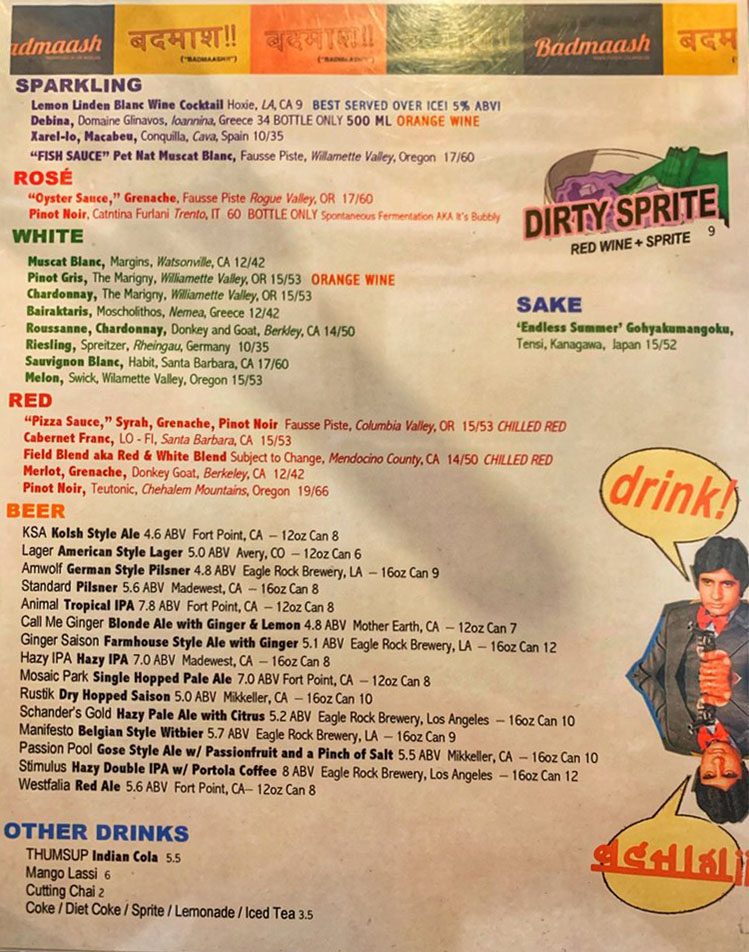 admaash
बदमाश!!
("BADMAASH!!")
बदमाश!!
("BADMAASH!!")
Badmaash
बदम
SPARKLING
Lemon Linden Blanc Wine Cocktail Hoxie, LA, CA 9 BEST SERVED OVER ICE! 5% ABV!
Debina, Domaine Glinavos, Ioannina, Greece 34 BOTTLE ONLY 500 ML ORANGE WINE
Xarel-lo, Macabeu, Conquilla, Cava, Spain 10/35
"FISH SAUCE" Pet Nat Muscat Blanc, Fausse Piste, Willamette Valley, Oregon 17/60
ROSÉ
"Oyster Sauce," Grenache, Fausse Piste Rogue Valley, OR 17/60
Pinot Noir, Catntina Furlani Trento, IT 60 BOTTLE ONLY Spontaneous Fermentation AKA It's Bubbly
DIRTY SPRITE
RED WINE + SPRITE 9
WHITE
Muscat Blanc, Margins, Watsonville, CA 12/42
Pinot Gris, The Marigny, Williamette Valley, OR 15/53 ORANGE WINE
Chardonnay, The Marigny, Williamette Valley, OR 15/53
Bairaktaris, Moscholithos, Nemea, Greece 12/42
Roussanne, Chardonnay, Donkey and Goat, Berkley, CA 14/50
Riesling, Spreitzer, Rheingau, Germany 10/35
Sauvignon Blanc, Habit, Santa Barbara, CA 17/60
Melon, Swick, Wilamette Valley, Oregon 15/53
SAKE
'Endless Summer' Gohyakumangoku,
Tensi, Kanagawa, Japan 15/52
RED
"Pizza Sauce," Syrah, Grenache, Pinot Noir Fausse Piste, Columbia Valley, OR 15/53 CHILLED RED
Cabernet Franc, LO - FI, Santa Barbara, CA 15/53
Field Blend aka Red & White Blend Subject to Change, Mendocino County, CA 14/50 CHILLED RED
Merlot, Grenache, Donkey Goat, Berkeley, CA 12/42
Pinot Noir, Teutonic, Chehalem Mountains, Oregon 19/66
BEER
KSA Kolsh Style Ale 4.6 ABV Fort Point, CA – 12oz Can 8
Lager American Style Lager 5.0 ABV Avery, CO – 12oz Can 6
Amwolf German Style Pilsner 4.8 ABV Eagle Rock Brewery, LA – 16oz Can 9
Standard Pilsner 5.6 ABV Madewest, CA – 16oz Can 8
Animal Tropical IPA 7.8 ABV Fort Point, CA – 12oz Can 8
Call Me Ginger Blonde Ale with Ginger & Lemon 4.8 ABV Mother Earth, CA – 12oz Can 7
Ginger Saison Farmhouse Style Ale with Ginger 5.1 ABV Eagle Rock Brewery, LA – 16oz Can 12
Hazy IPA Hazy IPA 7.0 ABV Madewest, CA – 16oz Can 8
Mosaic Park Single Hopped Pale Ale 7.0 ABV Fort Point, CA – 12oz Can 8
Rustik Dry Hopped Saison 5.0 ABV Mikkeller, CA – 16oz Can 10
Schander's Gold Hazy Pale Ale with Citrus 5.2 ABV Eagle Rock Brewery, Los Angeles – 16oz Can 10
Manifesto Belgian Style Witbier 5.7 ABV Eagle Rock Brewery, LA – 16oz Can 9
Passion Pool Gose Style Ale w/ Passionfruit and a Pinch of Salt 5.5 ABV Mikkeller, CA – 16oz Can 10
Stimulus Hazy Double IPA w/ Portola Coffee 8 ABV Eagle Rock Brewery, Los Angeles – 16oz Can 12
Westfalia Red Ale 5.6 ABV Fort Point, CA– 12oz Can 8
drink!
OTHER DRINKS
THUMSUP Indian Cola 5.5
Mango Lassi 6
Cutting Chai 2
Coke / Diet Coke / Sprite / Lemonade / Iced Tea 3.5